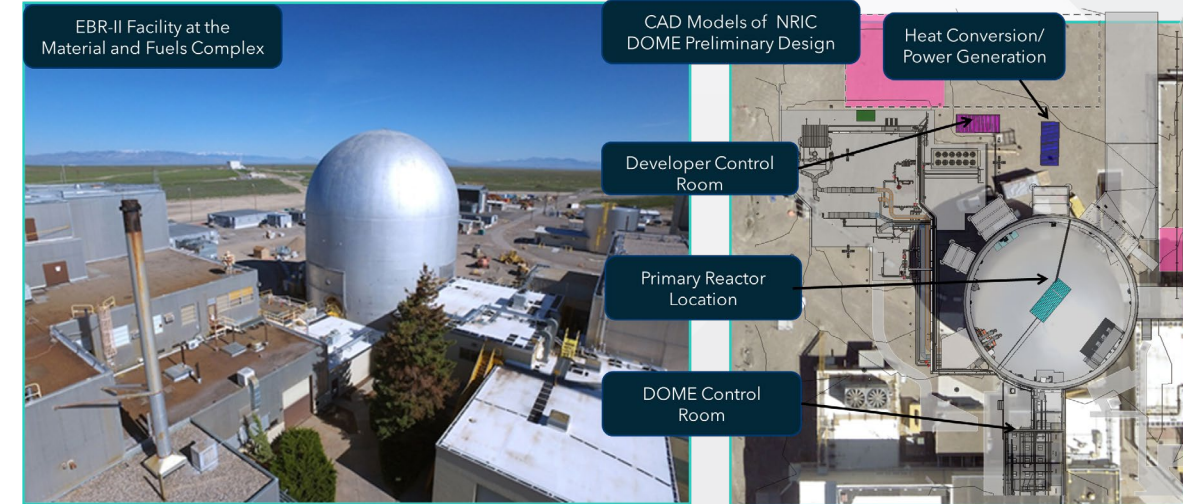 EBR-II Facility at the
Material and Fuels Complex
CAD Models of NRIC
DOME Preliminary Design
Heat Conversion/
Power Generation
Developer Control
Room
Primary Reactor
Location
DOME Control
Room